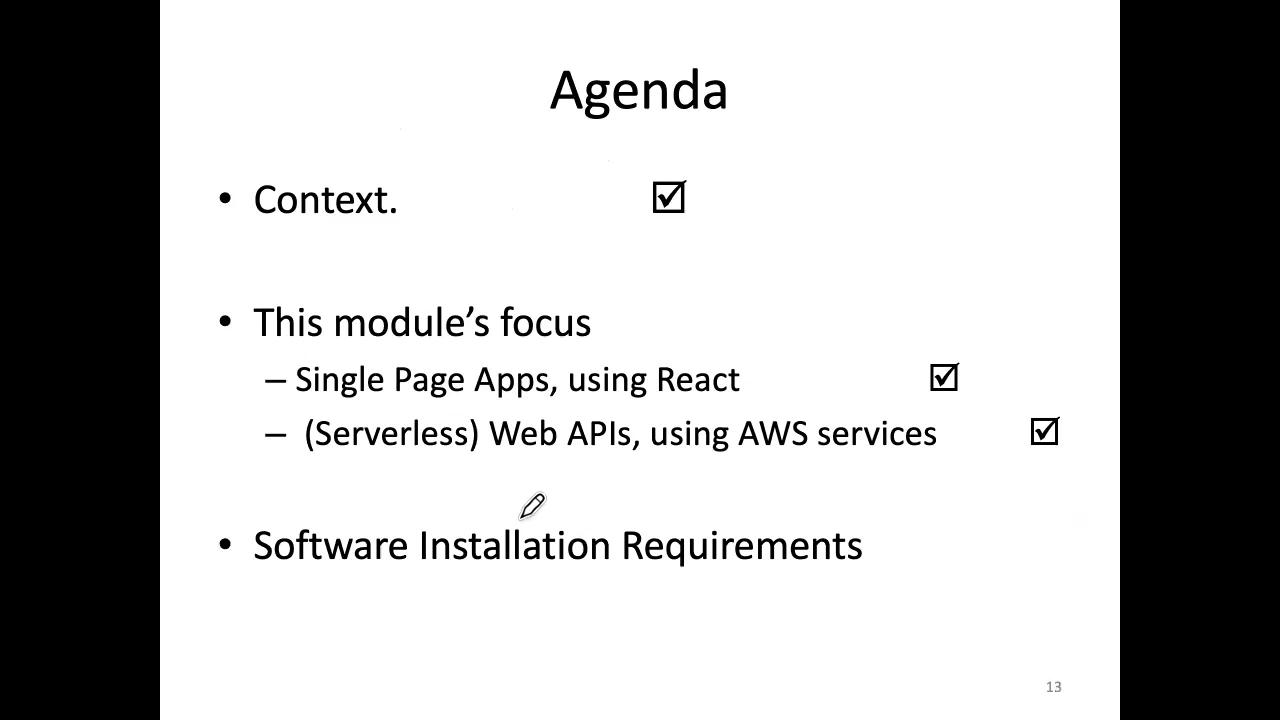 Agenda
• Context. ☑
• This module’s focus
– Single Page Apps, using React ☑
– (Serverless) Web APIs, using AWS services ☑
• Software Installation Requirements
13